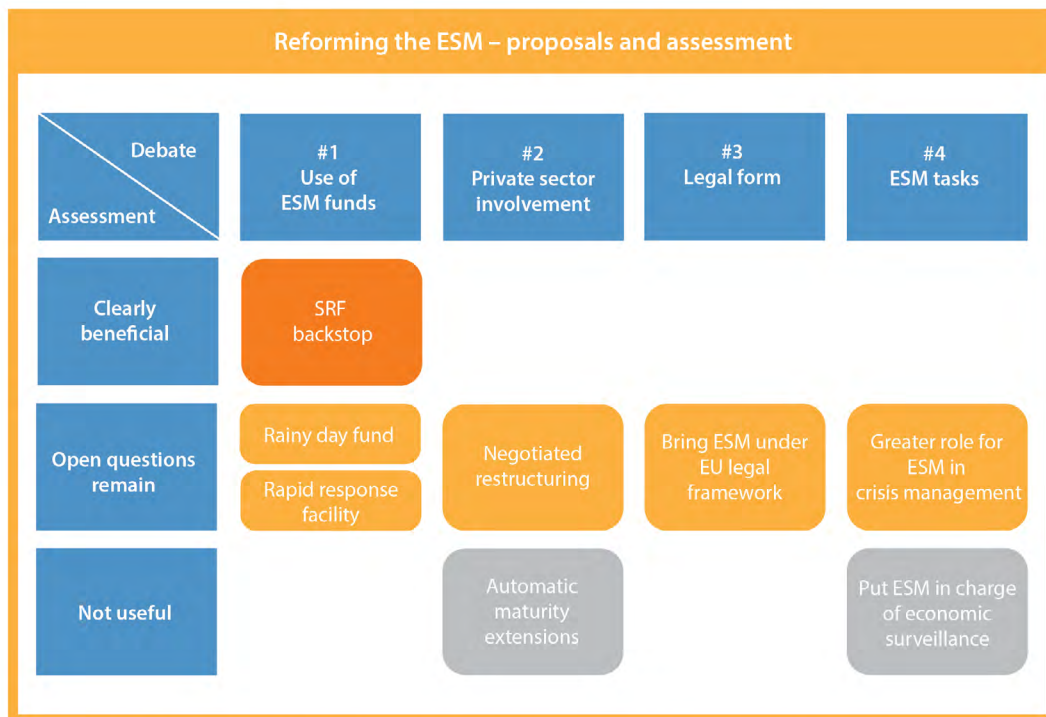 Reforming the ESM – proposals and assessment
Debate
Assessment
#1
Use of
ESM funds
#2
Private sector
involvement
#3
Legal form
#4
ESM tasks
Clearly
beneficial
SRF
backstop
Open questions
remain
Rainy day fund
Rapid response
facility
Negotiated
restructuring
Bring ESM under
EU legal
framework
Greater role for
ESM in
crisis management
Not useful
Automatic
maturity
extensions
Put ESM in charge
of economic
surveillance